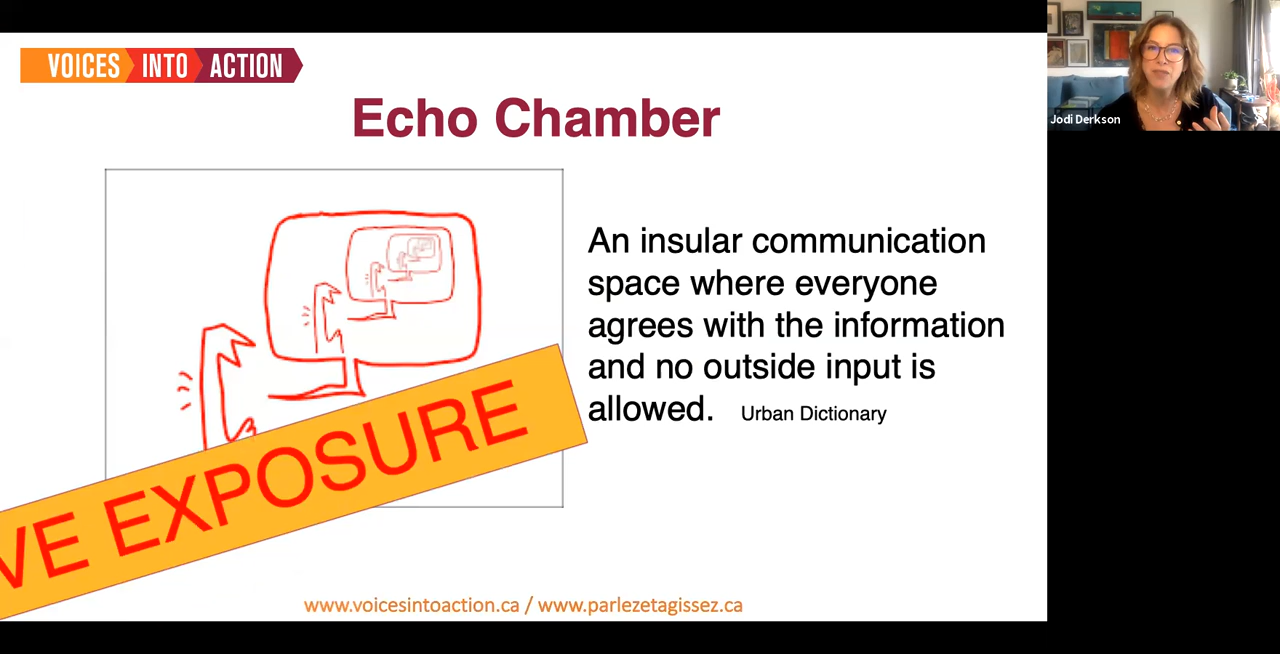 VOICES INTO ACTION
Jodi Derkson
Echo Chamber
An insular communication
space where everyone
agrees with the information
and no outside input is
allowed. Urban Dictionary
VE EXPOSURE
www.voicesintoaction.ca / www.parlezetagissez.ca